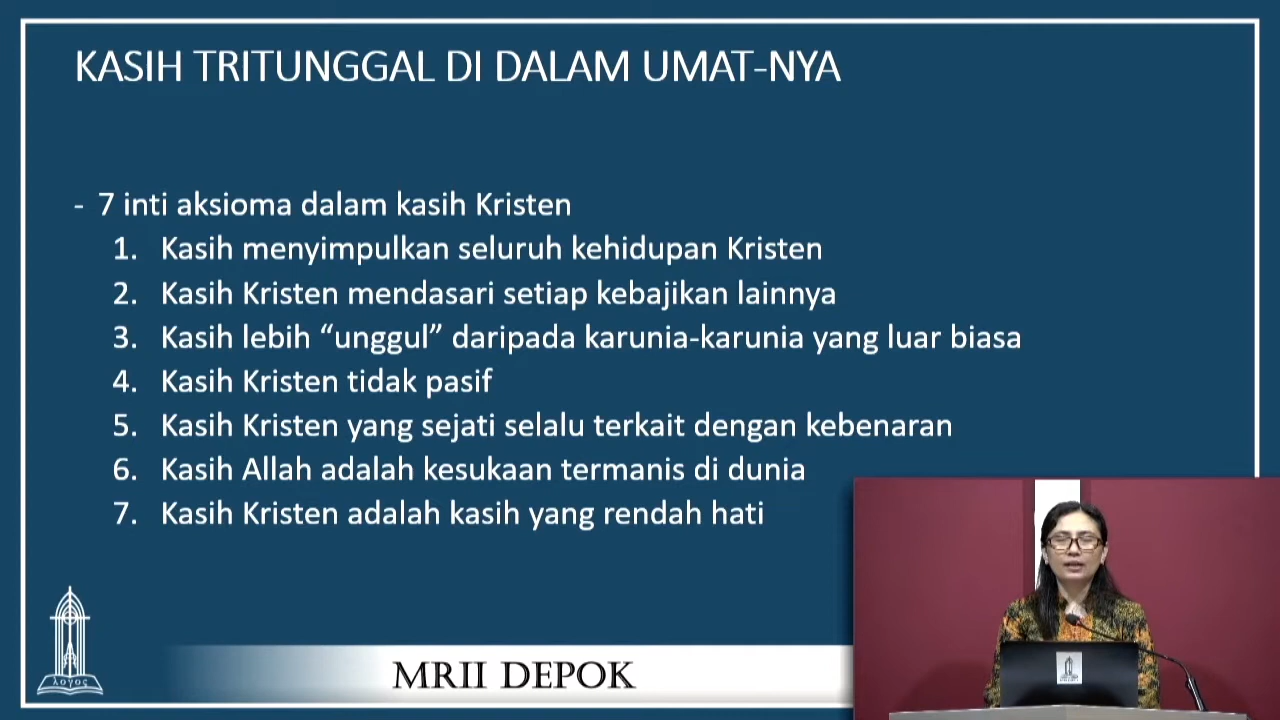 KASIH TRITUNGGAL DI DALAM UMAT-NYA
- 7 inti aksioma dalam kasih Kristen
1. Kasih menyimpulkan seluruh kehidupan Kristen
2. Kasih Kristen mendasari setiap kebajikan lainnya
3. Kasih lebih “unggul” daripada karunia-karunia yang luar biasa
4. Kasih Kristen tidak pasif
5. Kasih Kristen yang sejati selalu terkait dengan kebenaran
6. Kasih Allah adalah kesukaan termanis di dunia
7. Kasih Kristen adalah kasih yang rendah hati
λογος
MRII DEPOK